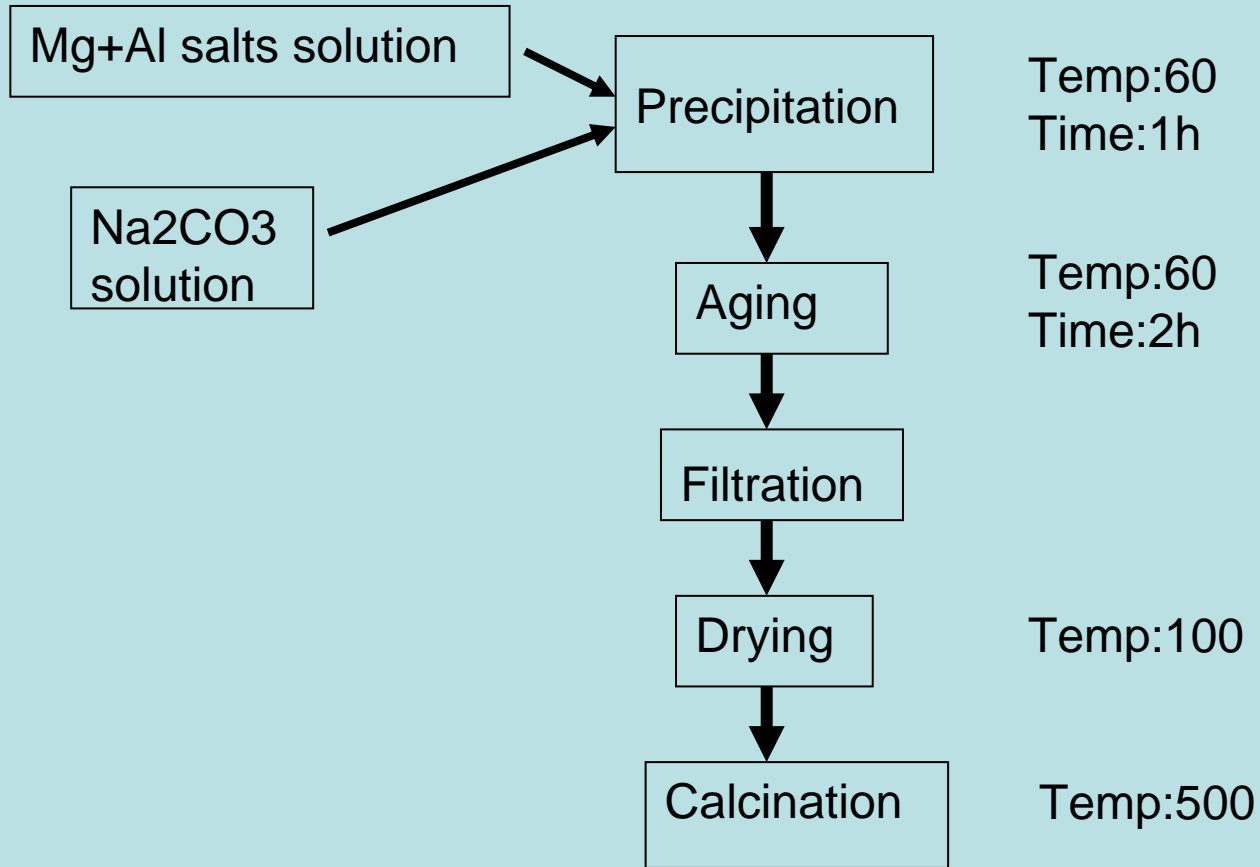 Mg+Al salts solution
Precipitation
Temp:60
Time:1h
Na2CO3
solution
Aging
Temp:60
Time:2h
Filtration
Drying
Temp:100
Calcination
Temp:500